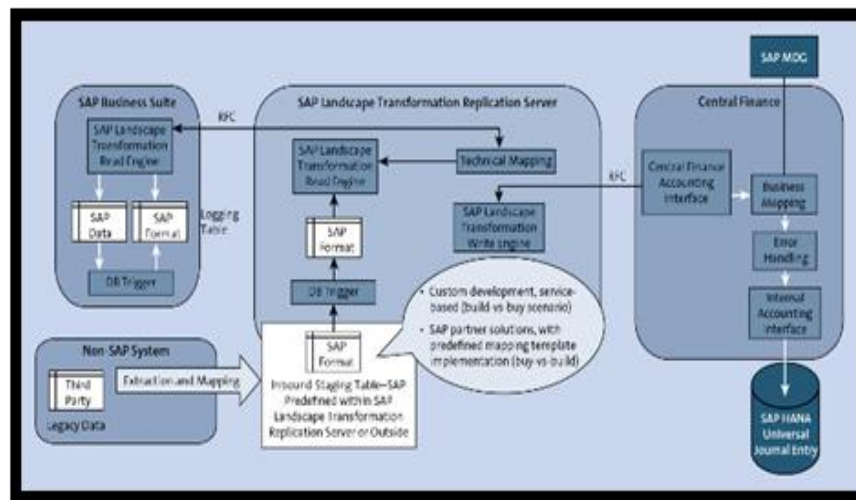 SAP MDG
SAP Business Suite
SAP Landscape Transformation Replication Server
Central Finance
RFC
SAP Landscape
Transformation
Read Engine
SAP Landscape
Transformation
Read Engine
Technical Mapping
RFC
Central Finance
Accounting
Interface
Business
Mapping
SAP
Data
SAP
Format
Logging
Table
SAP
Format
SAP Landscape
Transformation
Write Engine
Error
Handling
DB Trigger
DB Trigger
• Custom development, service-
based (build-vs-buy scenario)
• SAP partner solutions, with
predefined mapping template
implementation (buy-vs-build)
Internal
Accounting
Interface
Non-SAP System
Third
Party
Legacy Data
Extraction and Mapping
SAP
Format
Inbound Staging Table—SAP
Predefined within SAP
Landscape Transformation
Replication Server or Outside
SAP HANA
Universal
Journal Entry